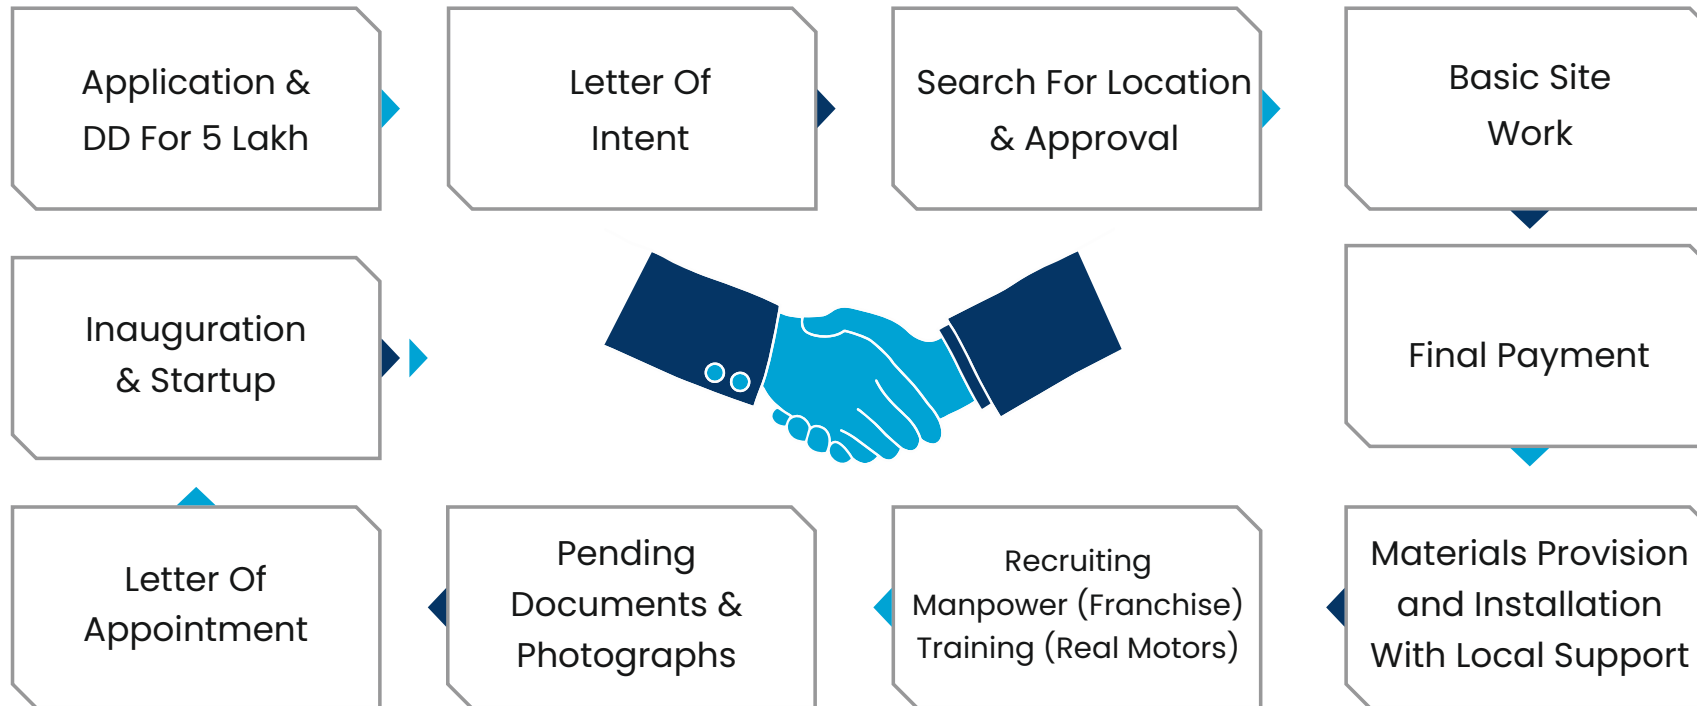 Application &
DD For 5 Lakh
Letter Of
Intent
Search For Location
& Approval
Basic Site
Work
Final Payment
Materials Provision
and Installation
With Local Support
Recruiting
Manpower (Franchise)
Training (Real Motors)
Pending
Documents &
Photographs
Letter Of
Appointment
Inauguration
& Startup